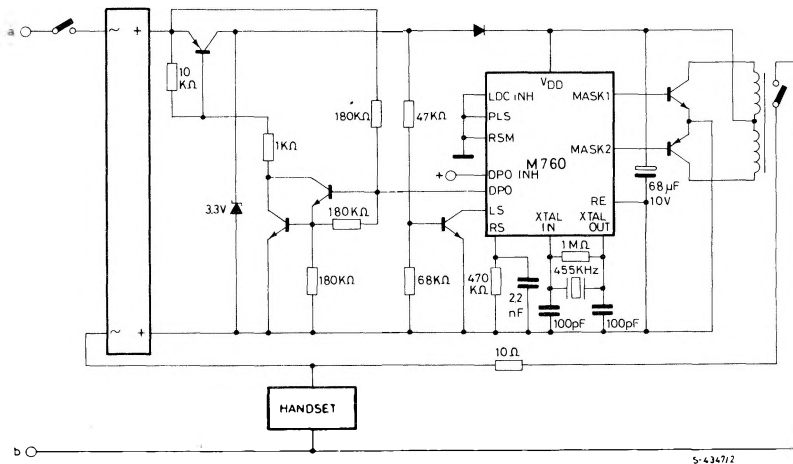 a
~
+
10
KΩ
1KΩ
3.3V
180KΩ
180KΩ
180KΩ
47KΩ
68KΩ
VDD
LDC INH
PLS
RSM
M760
+
DPO INH
DPO
LS
RS
MASK1
MASK2
RE
XTAL
IN
XTAL
OUT
470
KΩ
2,2
nF
1MΩ
455KHz
100pF
100pF
68µF
10V
~
+
10Ω
HANDSET
b
S-4347/2